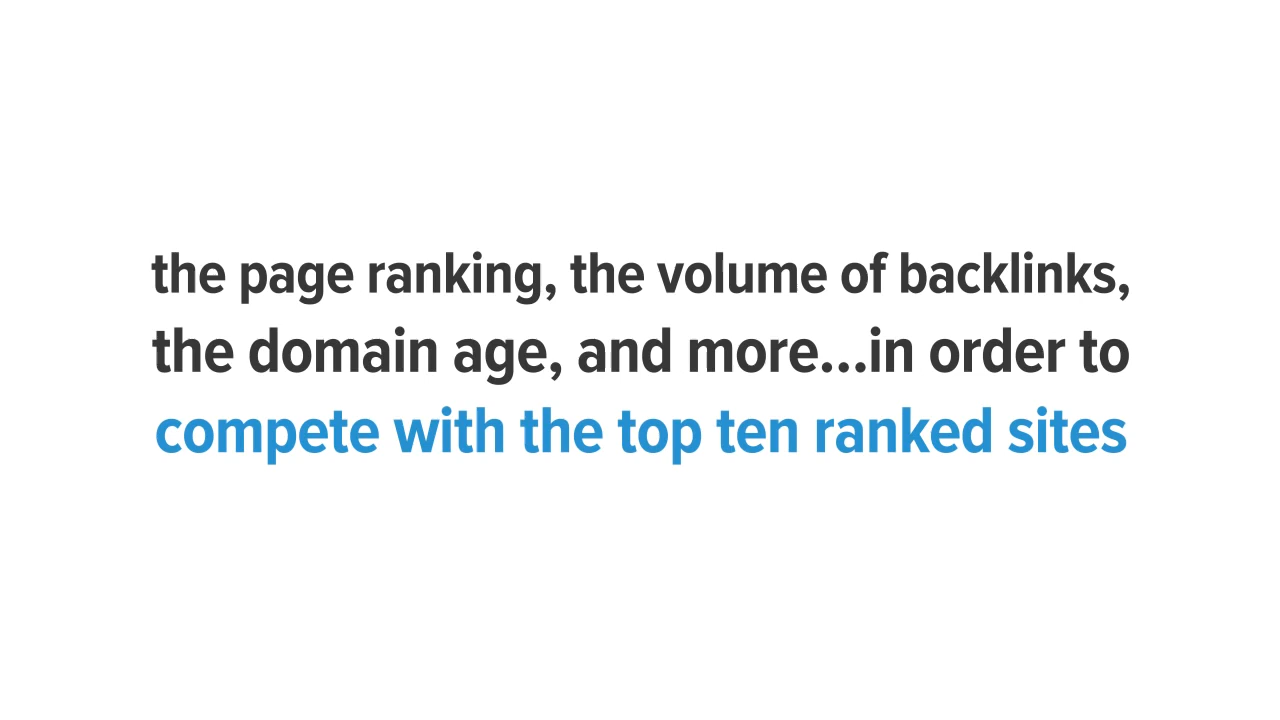 the page ranking, the volume of backlinks,
the domain age, and more...in order to
compete with the top ten ranked sites